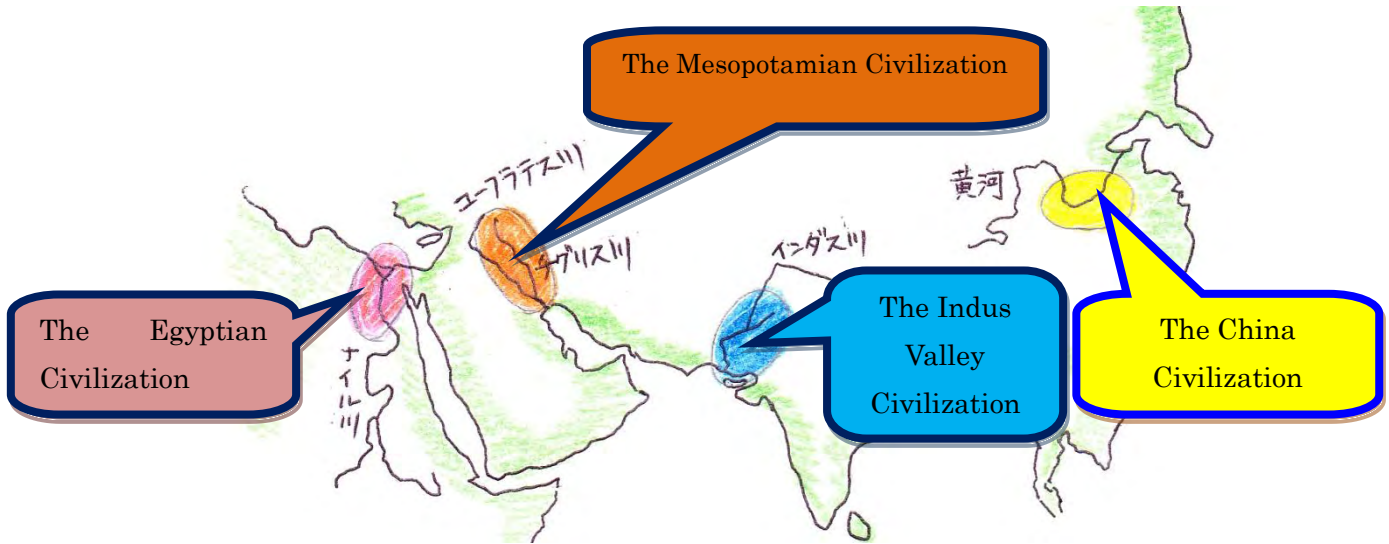 The Mesopotamian Civilization
ユーフラテス川
黄河
チグリス川
インダス川
The Egyptian
Civilization
ナイル川
The Indus
Valley
Civilization
The China
Civilization